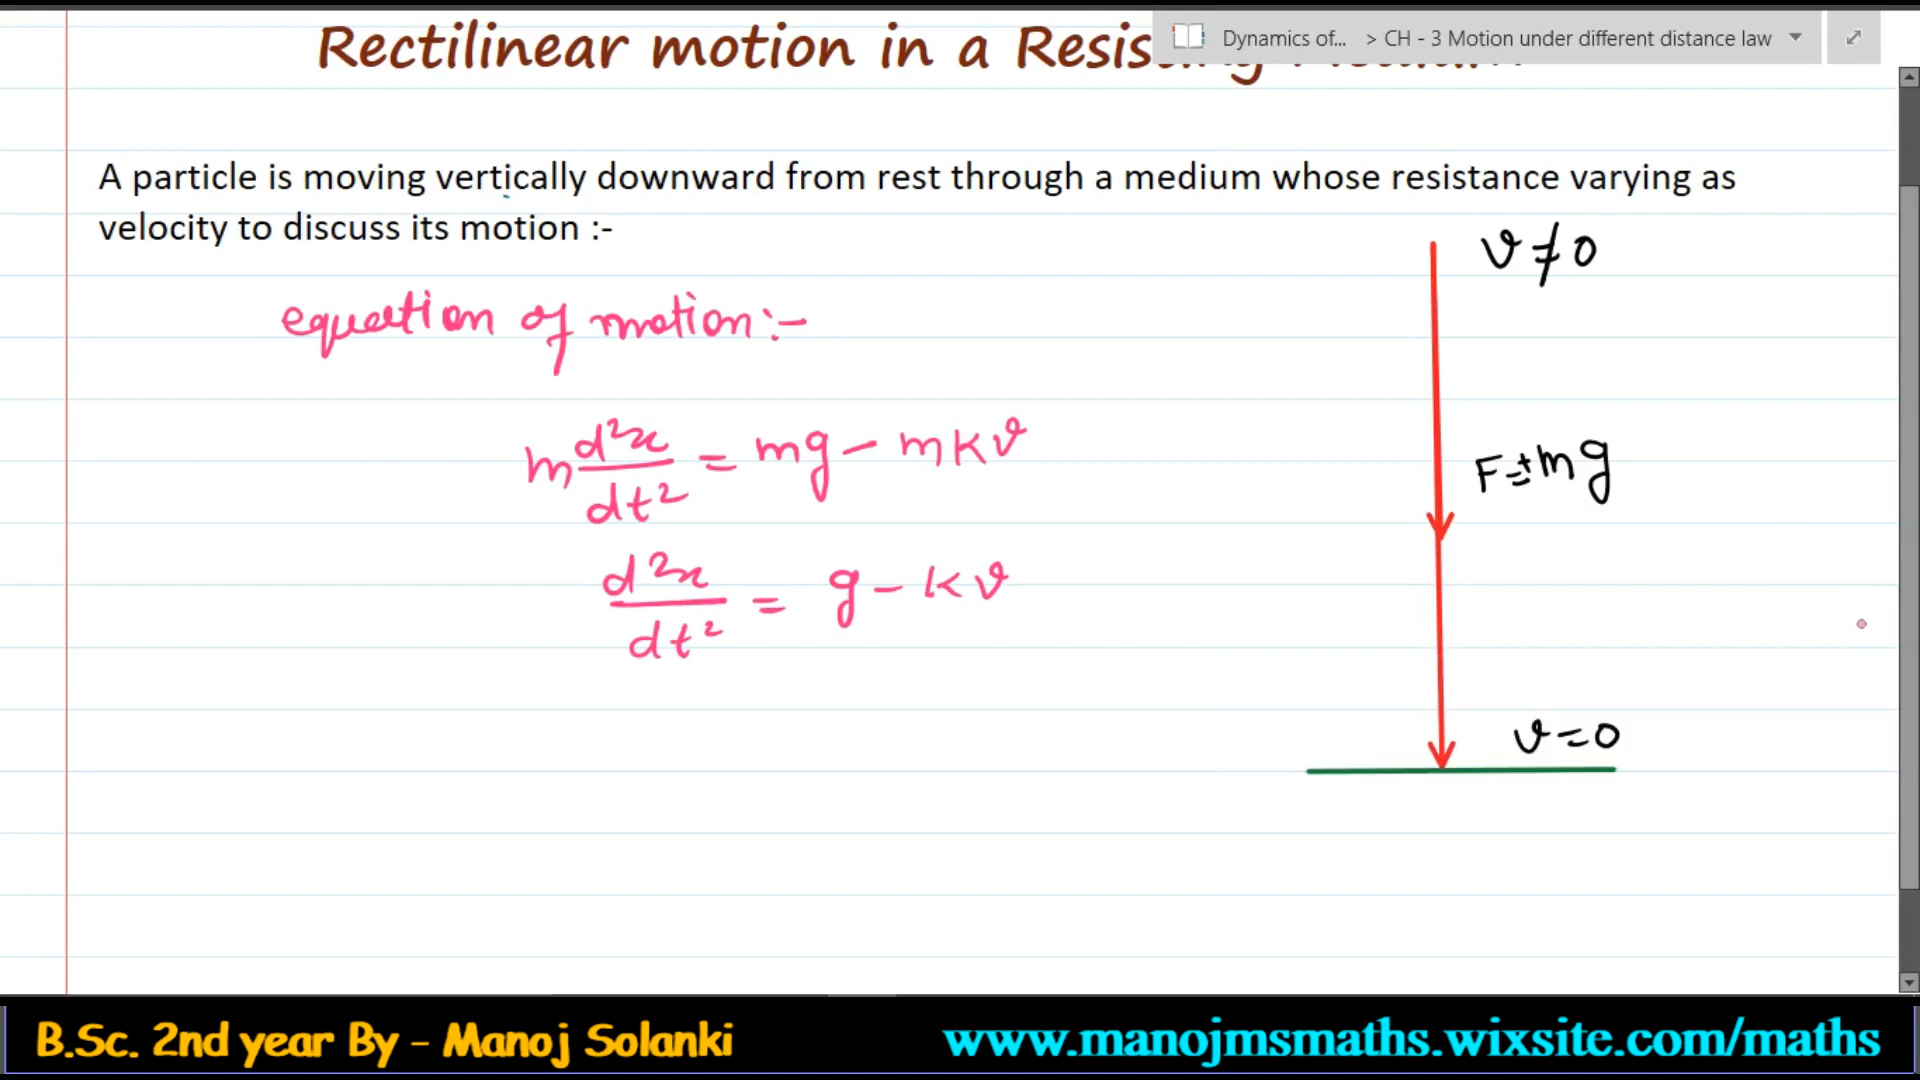 Rectilinear motion in a
Dynamics of... > CH - 3 Motion under different distance law
A particle is moving vertically downward from rest through a medium whose resistance varying as
velocity to discuss its motion :-
v ≠ 0
equation of motion:-
m d²x/dt² = mg - mkv
F=+mg
d²x/dt² = g - kv
v=0
B.Sc. 2nd year By - Manoj Solanki
www.manojmsmaths.wixsite.com/maths